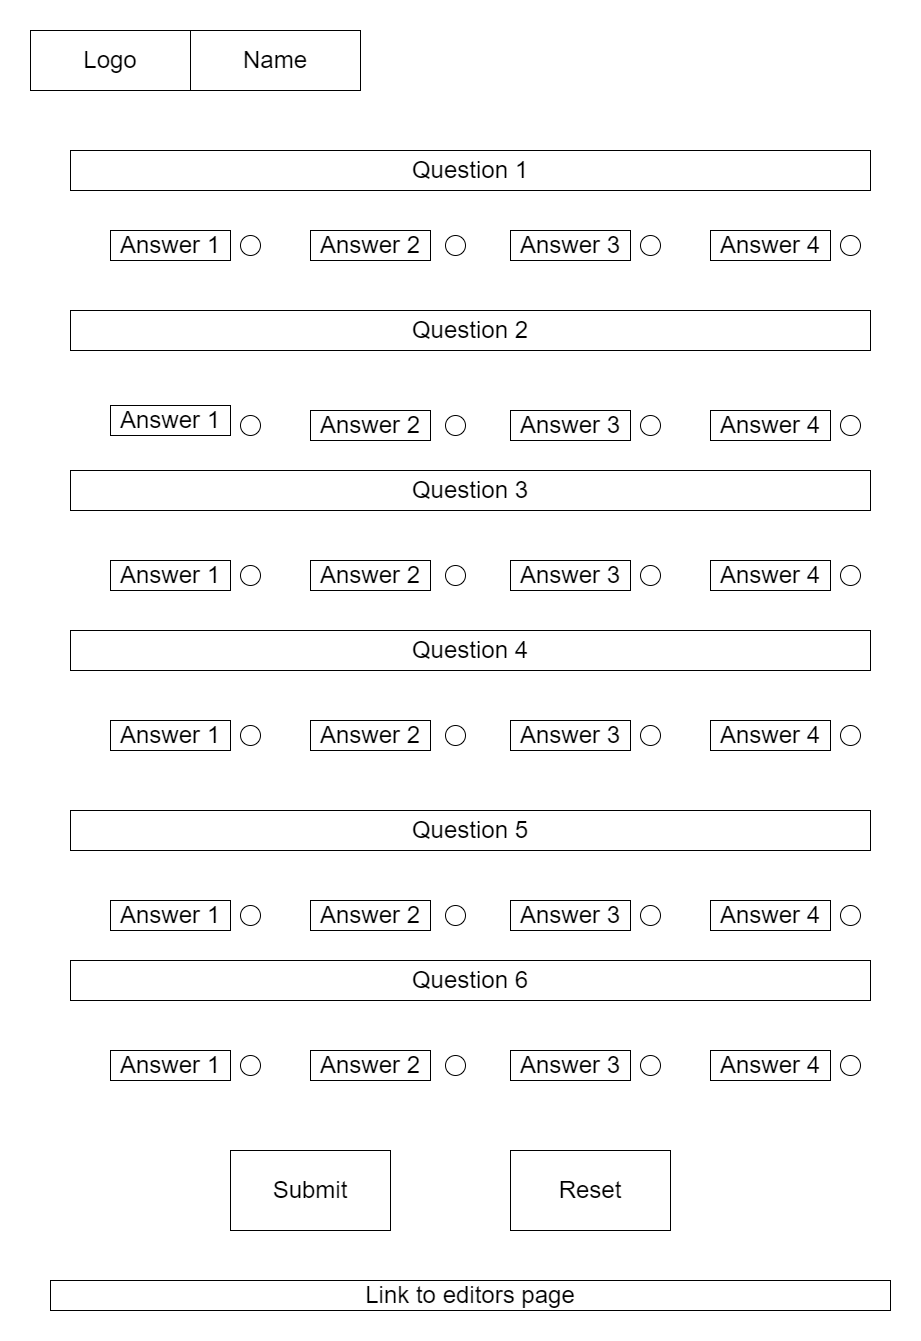 Logo Name
Question 1
Answer 1 Answer 2 Answer 3 Answer 4
Question 2
Answer 1 Answer 2 Answer 3 Answer 4
Question 3
Answer 1 Answer 2 Answer 3 Answer 4
Question 4
Answer 1 Answer 2 Answer 3 Answer 4
Question 5
Answer 1 Answer 2 Answer 3 Answer 4
Question 6
Answer 1 Answer 2 Answer 3 Answer 4
Submit Reset
Link to editors page